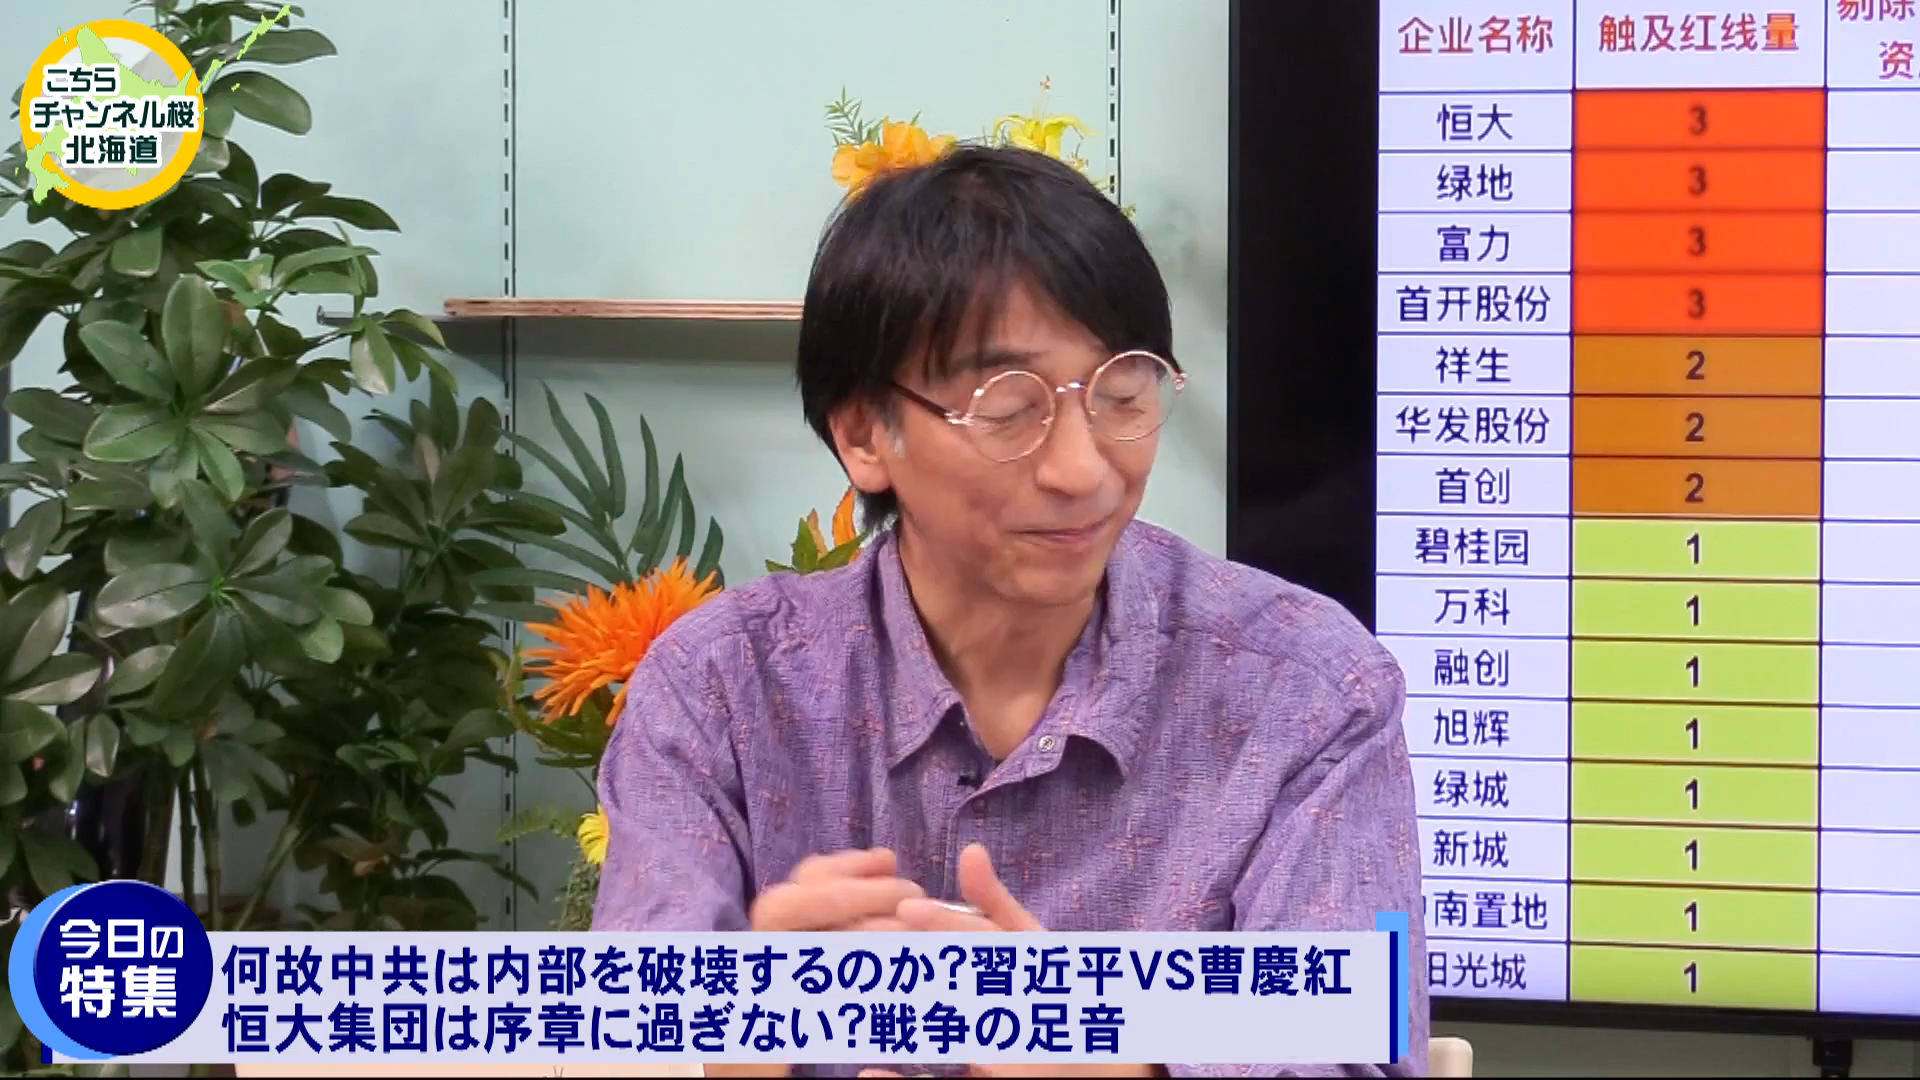 こちら
チャンネル桜
北海道
企业名称 触及红线量 剔除
资
恒大 3
绿地 3
富力 3
首开股份 3
祥生 2
华发股份 2
首创 2
碧桂园 1
万科 1
融创 1
旭辉 1
绿城 1
新城 1
南置地 1
阳光城 1
今日の
特集
何故中共は内部を破壊するのか?習近平VS曹慶紅
恒大集団は序章に過ぎない?戦争の足音